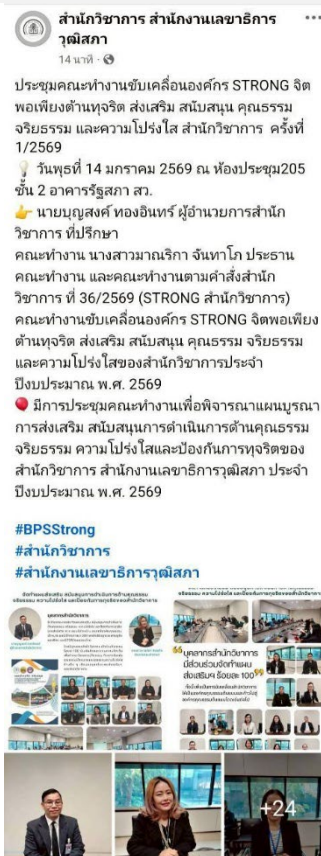 สำนักวิชาการ สำนักงานเลขาธิการ
วุฒิสภา
14 นาที
ประชุมคณะทำงานขับเคลื่อนองค์กร STRONG จิต
พอเพียงต้านทุจริต ส่งเสริม สนับสนุน คุณธรรม
จริยธรรม และความโปร่งใส สำนักวิชาการ ครั้งที่
1/2569
วันพุธที่ 14 มกราคม 2569 ณ ห้องประชุม205
ชั้น 2 อาคารรัฐสภา สว.
นายบุญสงค์ ทองอินทร์ ผู้อำนวยการสำนัก
วิชาการ ที่ปรึกษา
คณะทำงาน นางสาวมาณริกา จันทาโภ ประธาน
คณะทำงาน และคณะทำงานตามคำสั่งสำนัก
วิชาการ ที่ 36/2569 (STRONG สำนักวิชาการ)
คณะทำงานขับเคลื่อนองค์กร STRONG จิตพอเพียง
ต้านทุจริต ส่งเสริม สนับสนุน คุณธรรม จริยธรรม
และความโปร่งใสของสำนักวิชาการประจำ
ปีงบประมาณ พ.ศ. 2569
มีการประชุมคณะทำงานเพื่อพิจารณาแผนบูรณา
การส่งเสริม สนับสนุนการดำเนินการด้านคุณธรรม
จริยธรรม ความโปร่งใสและป้องกันการทุจริตของ
สำนักวิชาการ สำนักงานเลขาธิการวุฒิสภา ประจำ
ปีงบประมาณ พ.ศ. 2569
#BPSStrong
#สำนักวิชาการ
#สำนักงานเลขาธิการวุฒิสภา
บุคลากรสำนักวิชาการ
บุคลากรสำนักวิชาการ
มีส่วนร่วมจัดทำแผน
ส่งเสริมฯ ร้อยละ 100
+24